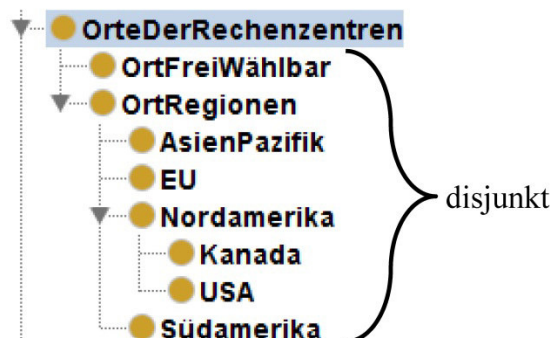 OrteDerRechenzentren
OrtFreiWählbar
OrtRegionen
AsienPazifik
EU
Nordamerika
Kanada
USA
Südamerika
disjunkt